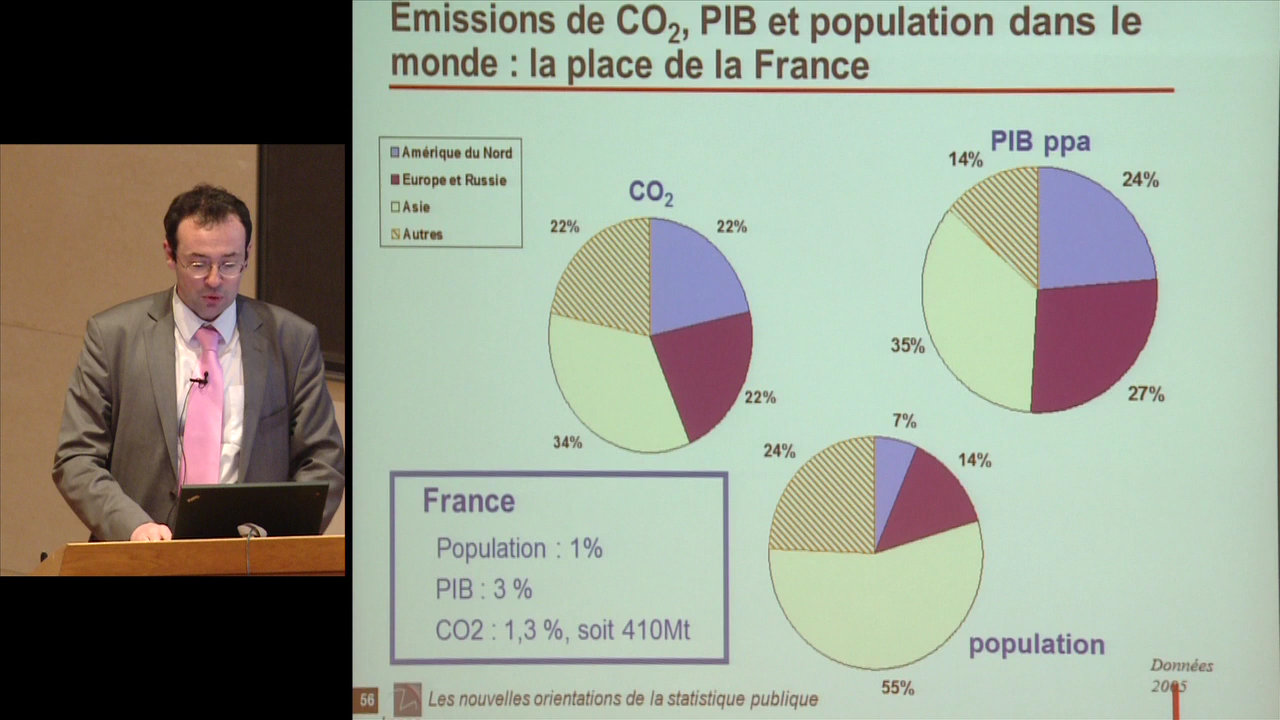 Émissions de CO₂, PIB et population dans le
monde : la place de la France
Amérique du Nord
Europe et Russie
Asie
Autres
CO₂
22%
22%
22%
34%
PIB ppa
14%
24%
35%
27%
7%
24%
14%
55%
population
France
Population : 1%
PIB : 3 %
CO2 : 1,3 %, soit 410Mt
Données
2005
56
Les nouvelles orientations de la statistique publique